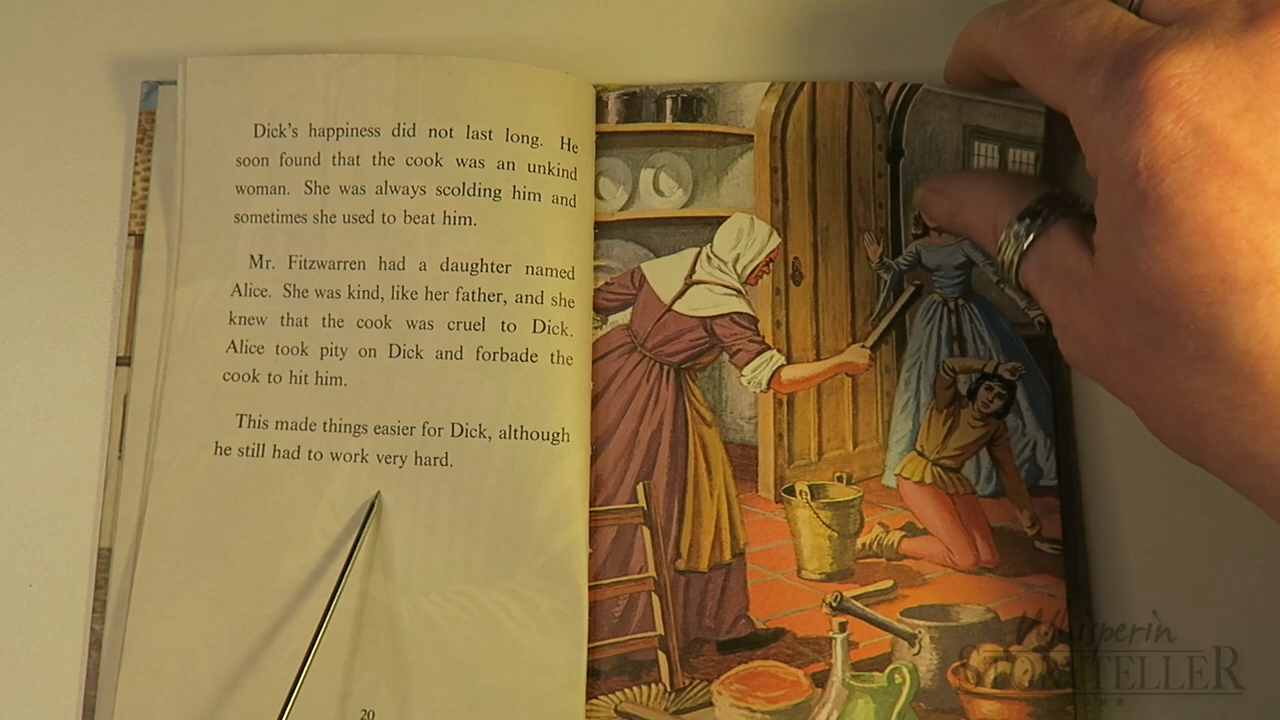 Dick's happiness did not last long. He
soon found that the cook was an unkind
woman. She was always scolding him and
sometimes she used to beat him.
Mr. Fitzwarren had a daughter named
Alice. She was kind, like her father, and she
knew that the cook was cruel to Dick.
Alice took pity on Dick and forbade the
cook to hit him.
This made things easier for Dick, although
he still had to work very hard.
20
Whisperin
STORYTELLER